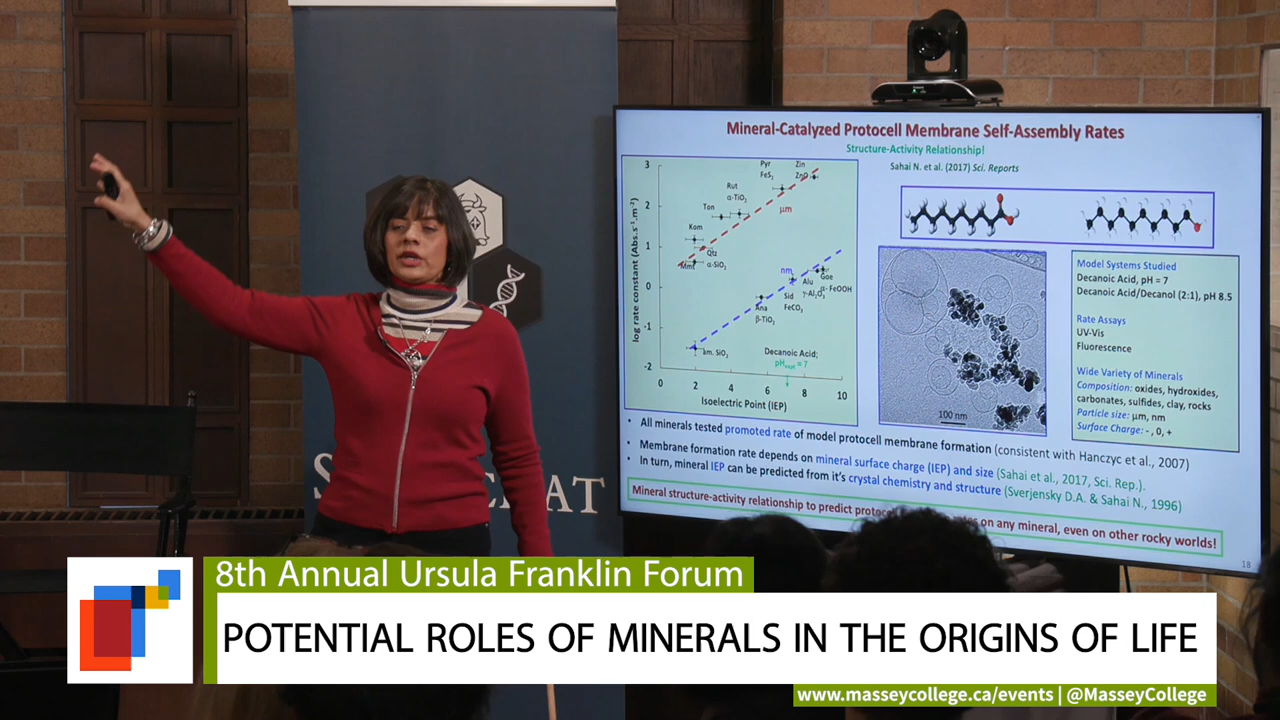 Mineral-Catalyzed Protocell Membrane Self-Assembly Rates
Structure-Activity Relationship!
Sahai N. et al. (2017) Sci. Reports
log rate constant (Abs.s⁻¹.m⁻²)
3
2
1
0
-1
-2
0
2
4
6
8
10
Isoelectric Point (IEP)
Pyr
FeS₂
Zin
ZnO
Rut
α-TiO₂
Ton
μm
Kom
Qtz
α-SiO₂
Mmt
nm
Alu
γ-Al₂O₃
Goe
α-FeOOH
Sid
FeCO₃
Ana
β-TiO₂
am. SiO₂
Decanoic Acid;
= 7
100 nm
Model Systems Studied
Decanoic Acid, pH = 7
Decanoic Acid/Decanol (2:1), pH 8.5
Rate Assays
UV-Vis
Fluorescence
Wide Variety of Minerals
Composition: oxides, hydroxides,
carbonates, sulfides, clay, rocks
Particle size: μm, nm
Surface Charge: - , 0, +
• All minerals tested promoted rate of model protocell membrane formation (consistent with Hanczyc et al., 2007)
• Membrane formation rate depends on mineral surface charge (IEP) and size (Sahai et al., 2017, Sci. Rep.).
• In turn, mineral IEP can be predicted from it's crystal chemistry and structure (Sverjensky D.A. & Sahai N., 1996)
Mineral structure-activity relationship to predict on any mineral, even on other rocky worlds!
18
8th Annual Ursula Franklin Forum
POTENTIAL ROLES OF MINERALS IN THE ORIGINS OF LIFE
www.masseycollege.ca/events | @MasseyCollege